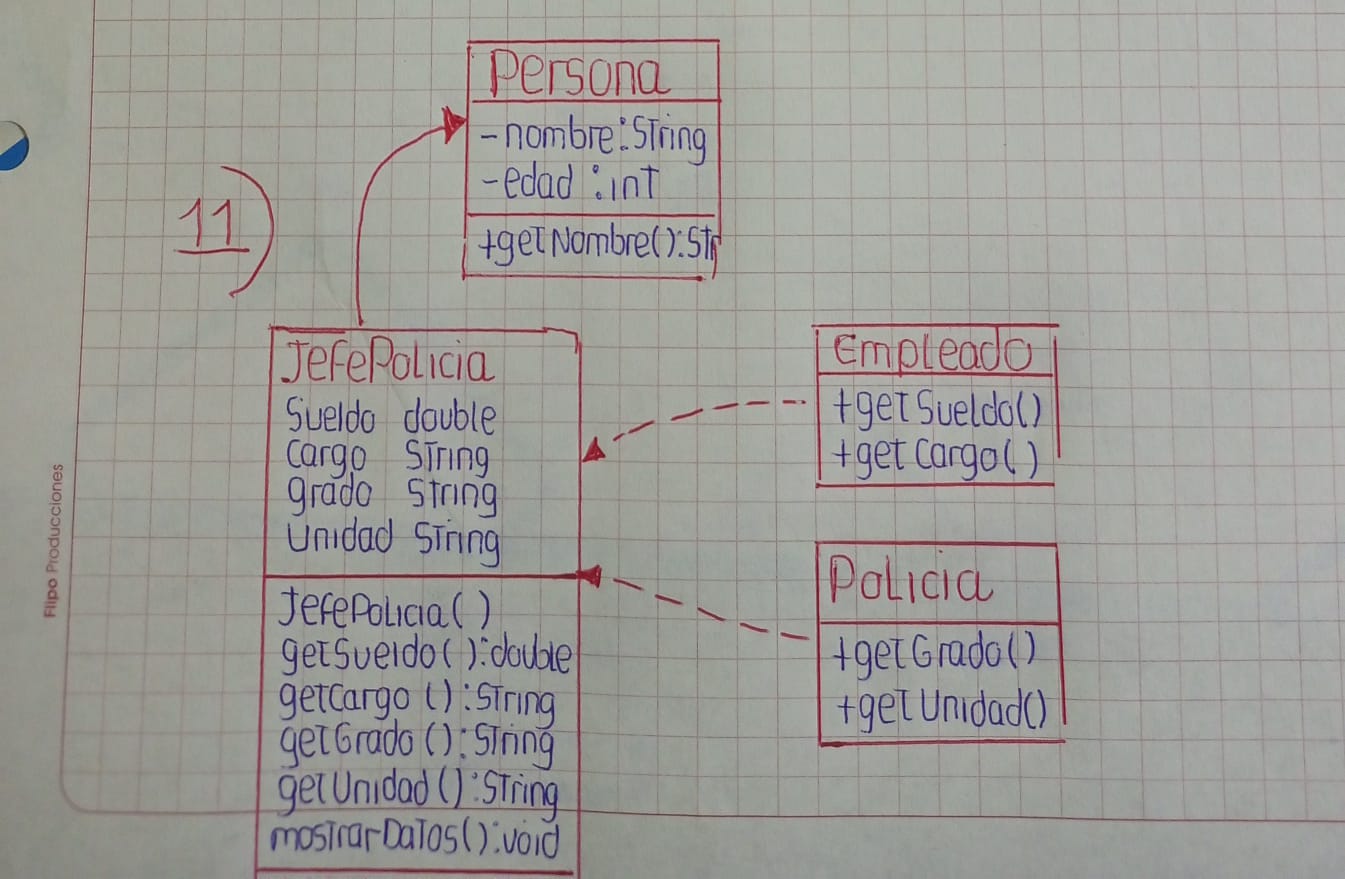 Persona
-nombre:String
-edad:int
+getNombre():Str
11)
JefePolicia
Sueldo double
Cargo String
grado String
Unidad String
JefePolicia()
getSueldo():double
getCargo():String
getGrado():String
getUnidad():String
mostrarDatos():void
Empleado
+getSueldo()
+getCargo()
Policia
+getGrado()
+getUnidad()
Flipo Producciones